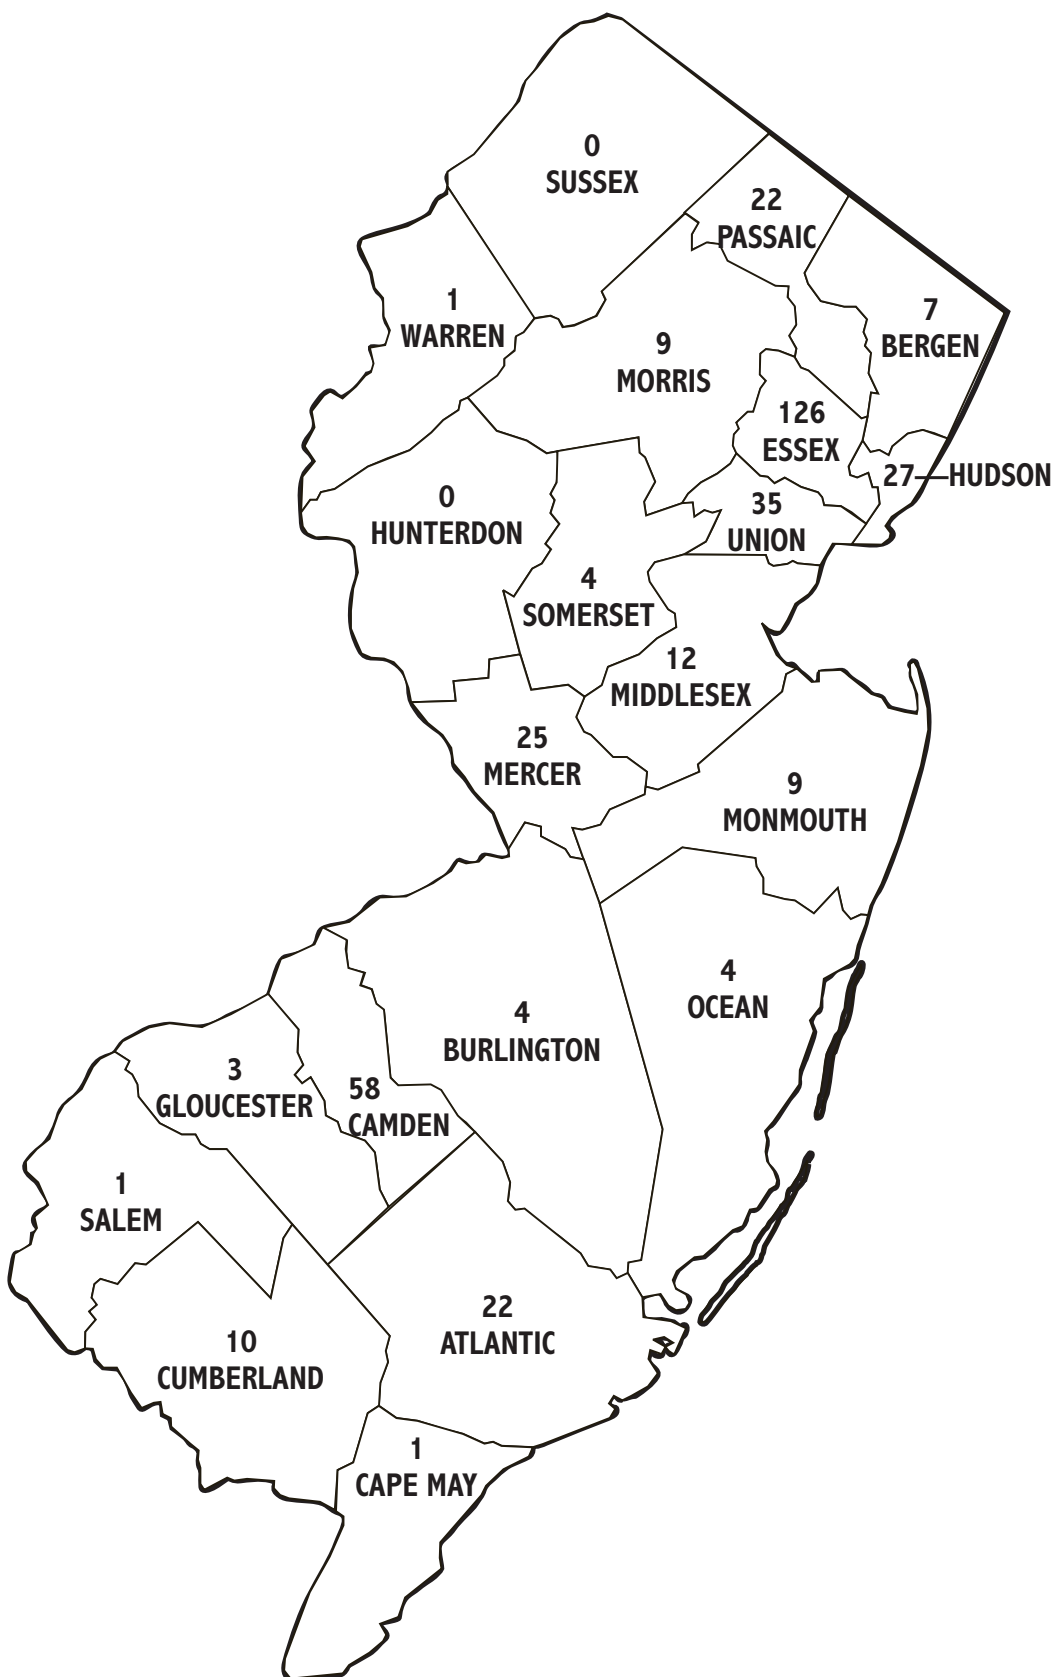 0
SUSSEX
22
PASSAIC
1
WARREN
7
BERGEN
9
MORRIS
126
ESSEX
27 HUDSON
0
HUNTERDON
35
UNION
4
SOMERSET
12
MIDDLESEX
25
MERCER
9
MONMOUTH
4
OCEAN
4
BURLINGTON
3
GLOUCESTER
58
CAMDEN
1
SALEM
22
ATLANTIC
10
CUMBERLAND
1
CAPE MAY